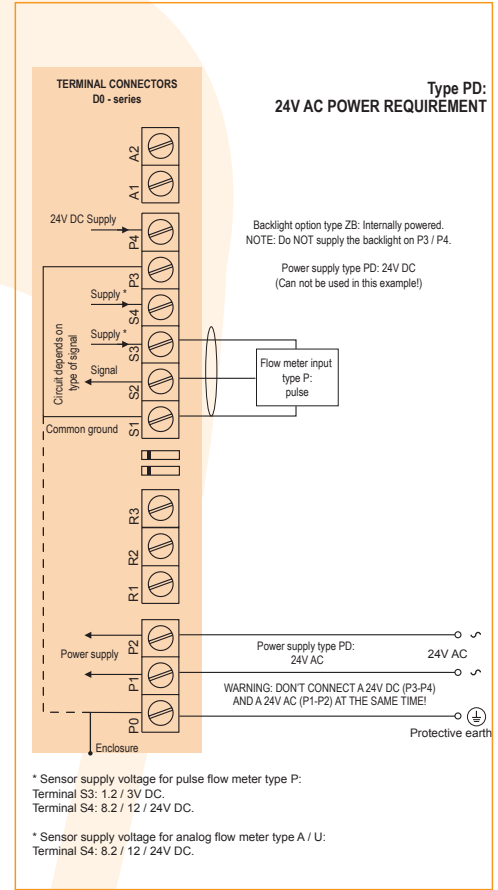 TERMINAL CONNECTORS
D0 - series
Type PD:
24V AC POWER REQUIREMENT
A2
A1
24V DC Supply
P4
Backlight option type ZB: Internally powered.
NOTE: Do NOT supply the backlight on P3 / P4.
P3
Power supply type PD: 24V DC
(Can not be used in this example!)
Supply *
S4
Supply *
S3
Circuit depends on
type of signal
Signal
S2
Flow meter input
type P:
pulse
Common ground
S1
R3
R2
R1
P2
Power supply
Power supply type PD:
24V AC
24V AC
P1
WARNING: DON'T CONNECT A 24V DC (P3-P4)
AND A 24V AC (P1-P2) AT THE SAME TIME!
P0
Protective earth
Enclosure
* Sensor supply voltage for pulse flow meter type P:
Terminal S3: 1.2 / 3V DC.
Terminal S4: 8.2 / 12 / 24V DC.
* Sensor supply voltage for analog flow meter type A / U:
Terminal S4: 8.2 / 12 / 24V DC.